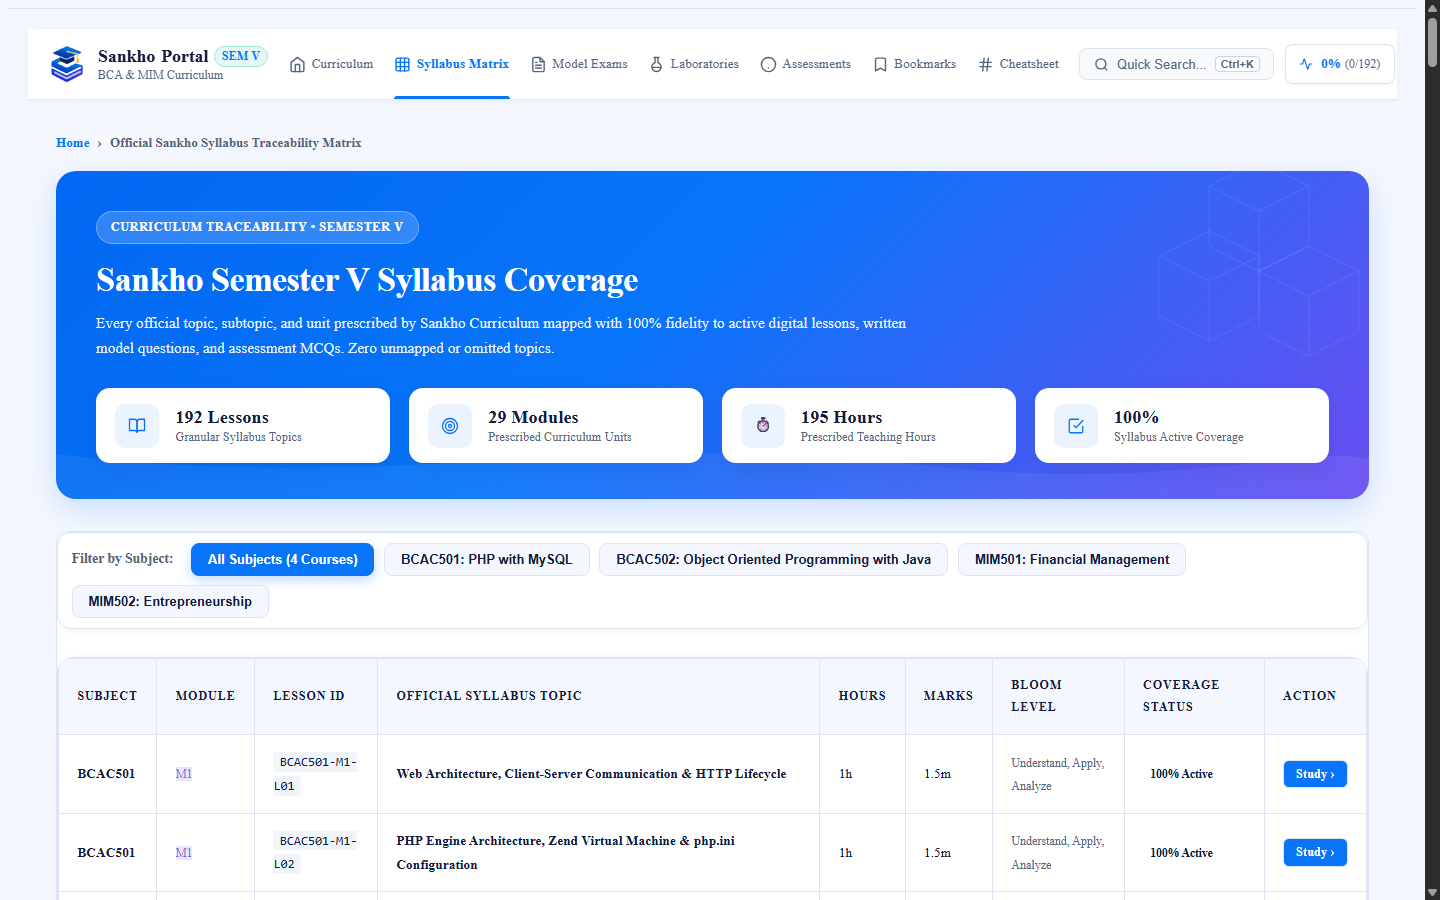 Sankho Portal SEM V
BCA & MIM Curriculum
Curriculum
Syllabus Matrix
Model Exams
Laboratories
Assessments
Bookmarks
Cheatsheet
Quick Search... Ctrl+K
0% (0/192)
Home › Official Sankho Syllabus Traceability Matrix
CURRICULUM TRACEABILITY • SEMESTER V
Sankho Semester V Syllabus Coverage
Every official topic, subtopic, and unit prescribed by Sankho Curriculum mapped with 100% fidelity to active digital lessons, written
model questions, and assessment MCQs. Zero unmapped or omitted topics.
192 Lessons
Granular Syllabus Topics
29 Modules
Prescribed Curriculum Units
195 Hours
Prescribed Teaching Hours
100%
Syllabus Active Coverage
Filter by Subject:
All Subjects (4 Courses)
BCAC501: PHP with MySQL
BCAC502: Object Oriented Programming with Java
MIM501: Financial Management
MIM502: Entrepreneurship
SUBJECT
MODULE
LESSON ID
OFFICIAL SYLLABUS TOPIC
HOURS
MARKS
BLOOM
LEVEL
COVERAGE
STATUS
ACTION
BCAC501
M1
BCAC501-M1-
L01
Web Architecture, Client-Server Communication & HTTP Lifecycle
1h
1.5m
Understand, Apply,
Analyze
100% Active
Study ›
BCAC501
M1
BCAC501-M1-
L02
PHP Engine Architecture, Zend Virtual Machine & php.ini
Configuration
1h
1.5m
Understand, Apply,
Analyze
100% Active
Study ›